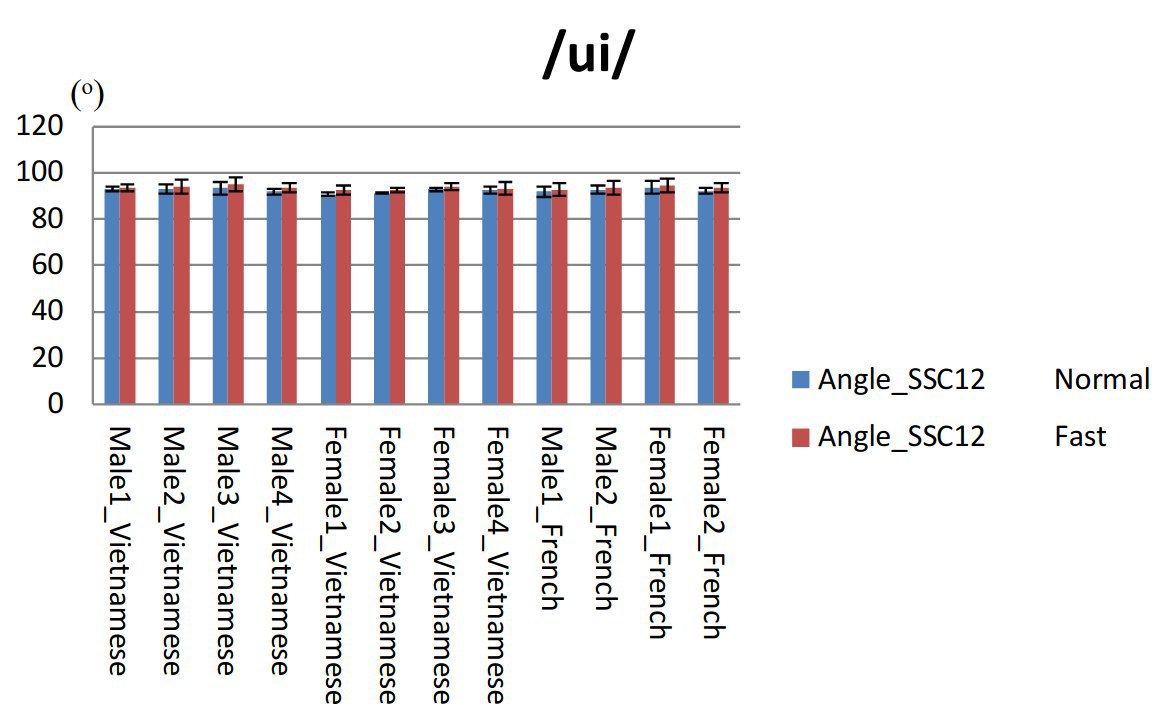 /ui/
(º)
120
100
80
60
40
20
0
Male1_Vietnamese
Male2_Vietnamese
Male3_Vietnamese
Male4_Vietnamese
Female1_Vietnamese
Female2_Vietnamese
Female3_Vietnamese
Female4_Vietnamese
Male1_French
Male2_French
Female1_French
Female2_French
Angle_SSC12 Normal
Angle_SSC12 Fast